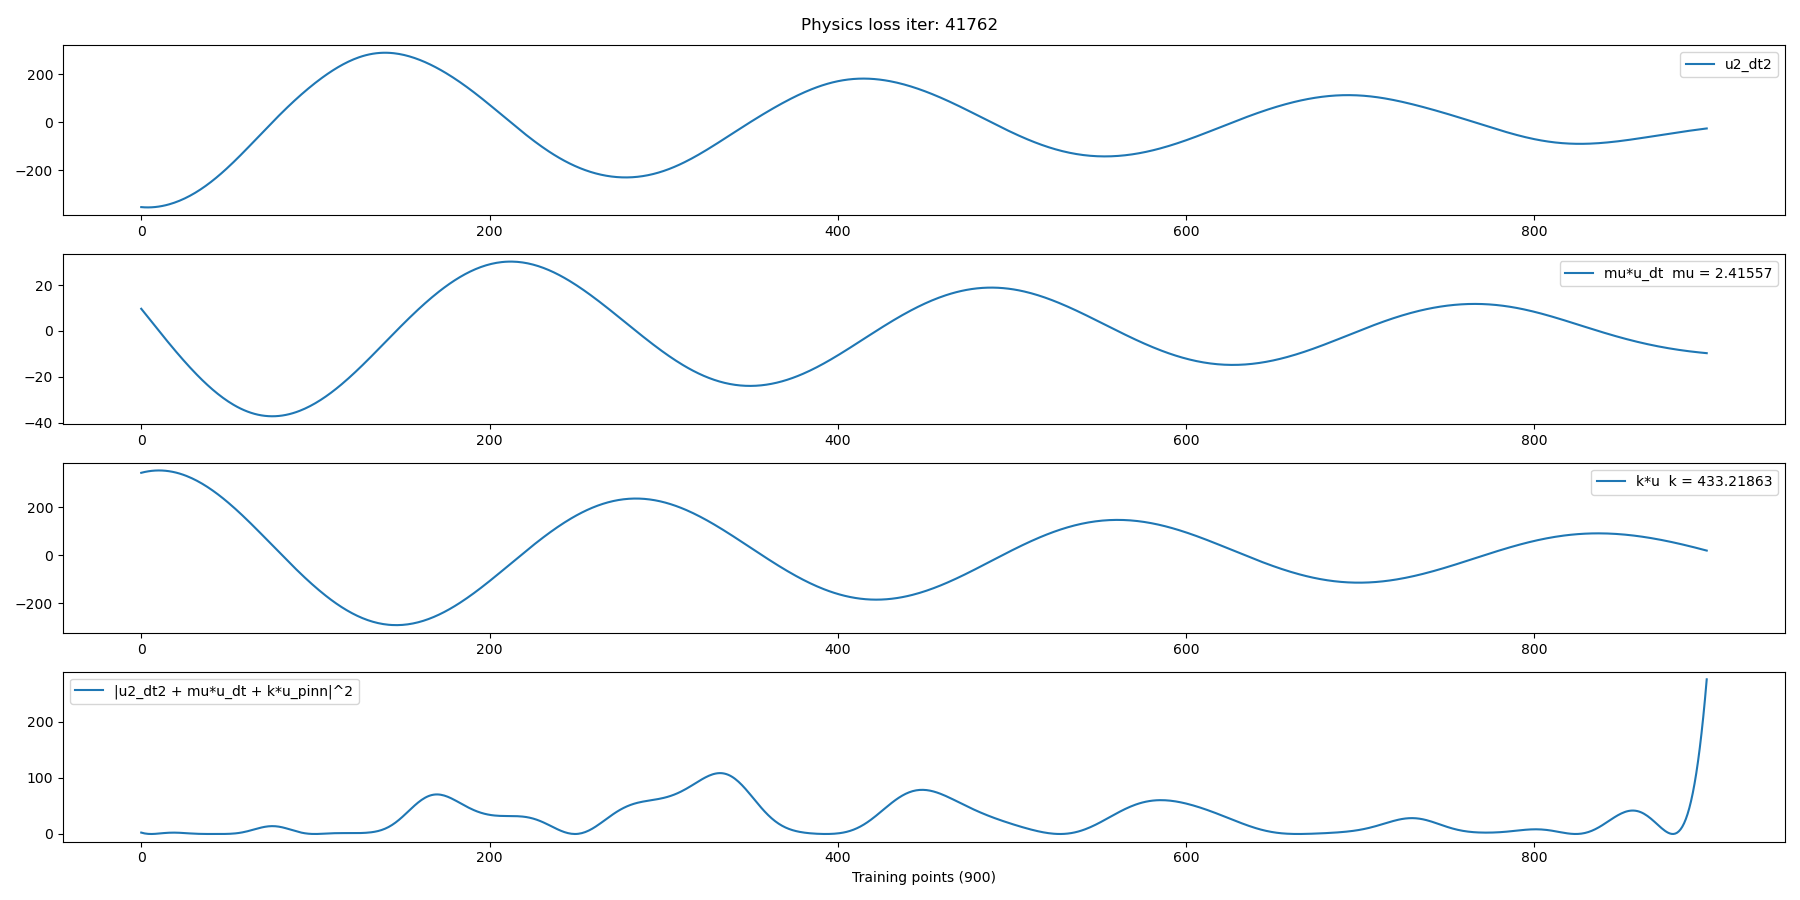 Physics loss iter: 41762
200
0
−200
u2_dt2
0 200 400 600 800
20
0
−20
−40
mu*u_dt  mu = 2.41557
0 200 400 600 800
200
0
−200
k*u  k = 433.21863
0 200 400 600 800
200
100
0
|u2_dt2 + mu*u_dt + k*u_pinn|^2
0 200 400 600 800
Training points (900)